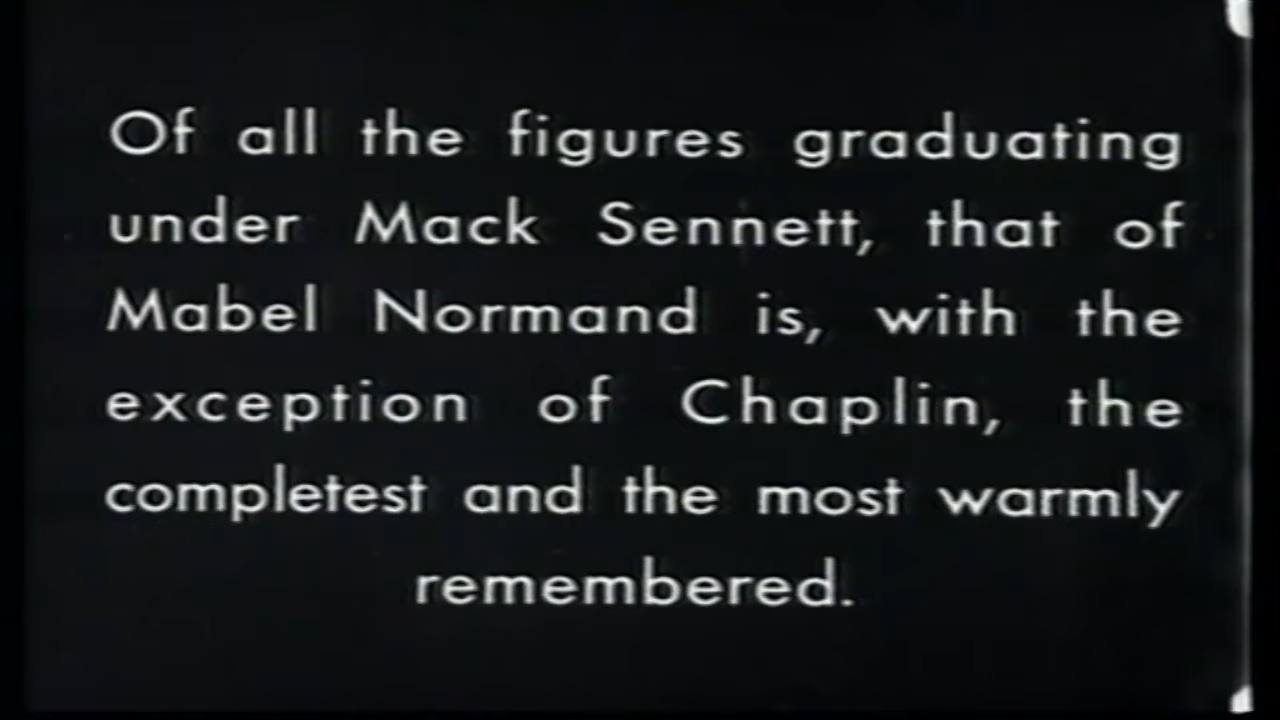 Of all the figures graduating
under Mack Sennett, that of
Mabel Normand is, with the
exception of Chaplin, the
completest and the most warmly
remembered.